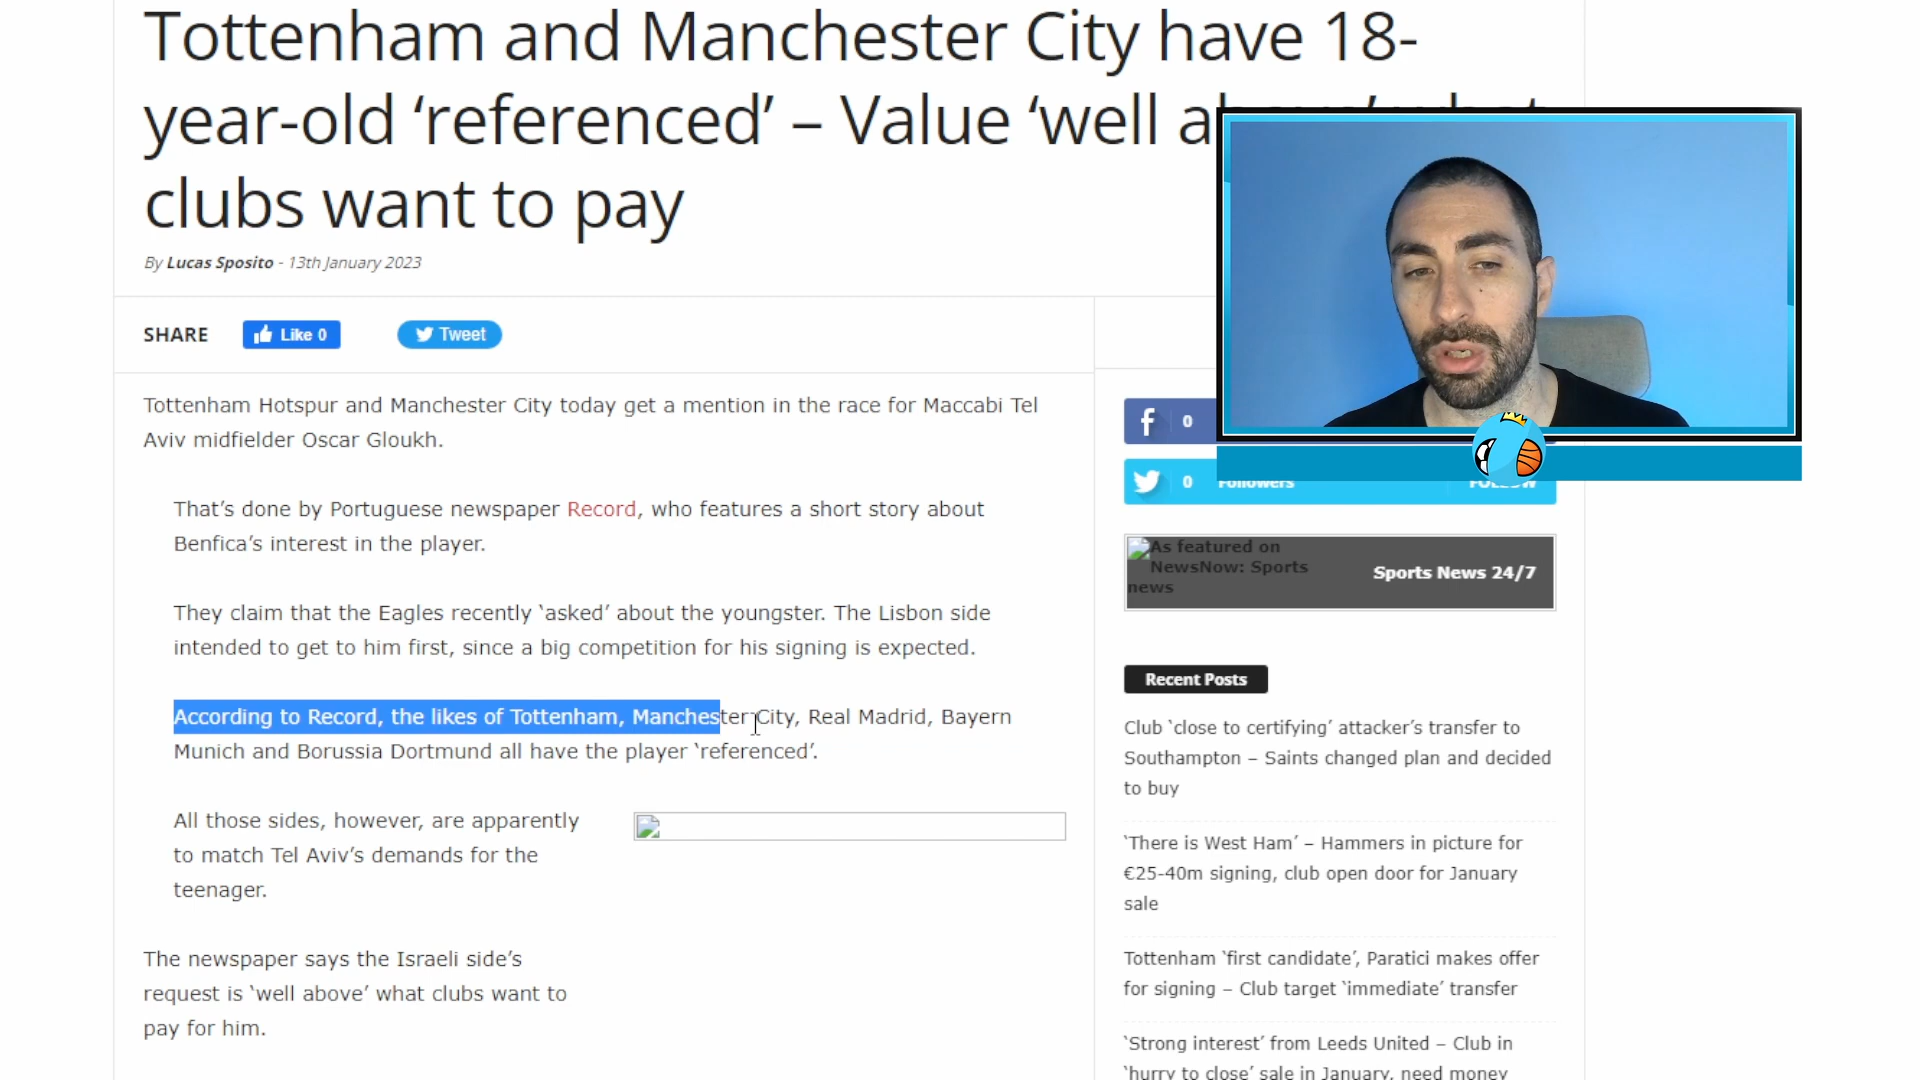 Tottenham and Manchester City have 18-
year-old ‘referenced’ – Value ‘well
clubs want to pay
By Lucas Sposito - 13th January 2023
SHARE
Like 0
Tweet
Tottenham Hotspur and Manchester City today get a mention in the race for Maccabi Tel
Aviv midfielder Oscar Gloukh.
That’s done by Portuguese newspaper Record, who features a short story about
Benfica’s interest in the player.
They claim that the Eagles recently ‘asked’ about the youngster. The Lisbon side
intended to get to him first, since a big competition for his signing is expected.
According to Record, the likes of Tottenham, Manchester City, Real Madrid, Bayern
Munich and Borussia Dortmund all have the player ‘referenced’.
All those sides, however, are apparently
to match Tel Aviv’s demands for the
teenager.
The newspaper says the Israeli side’s
request is ‘well above’ what clubs want to
pay for him.
0
0 Followers FOLLOW
As featured on
NewsNow: Sports
news
Sports News 24/7
Recent Posts
Club ‘close to certifying’ attacker’s transfer to
Southampton – Saints changed plan and decided
to buy
‘There is West Ham’ – Hammers in picture for
€25-40m signing, club open door for January
sale
Tottenham ‘first candidate’, Paratici makes offer
for signing – Club target ‘immediate’ transfer
‘Strong interest’ from Leeds United – Club in
‘hurry to close’ sale in January, need money